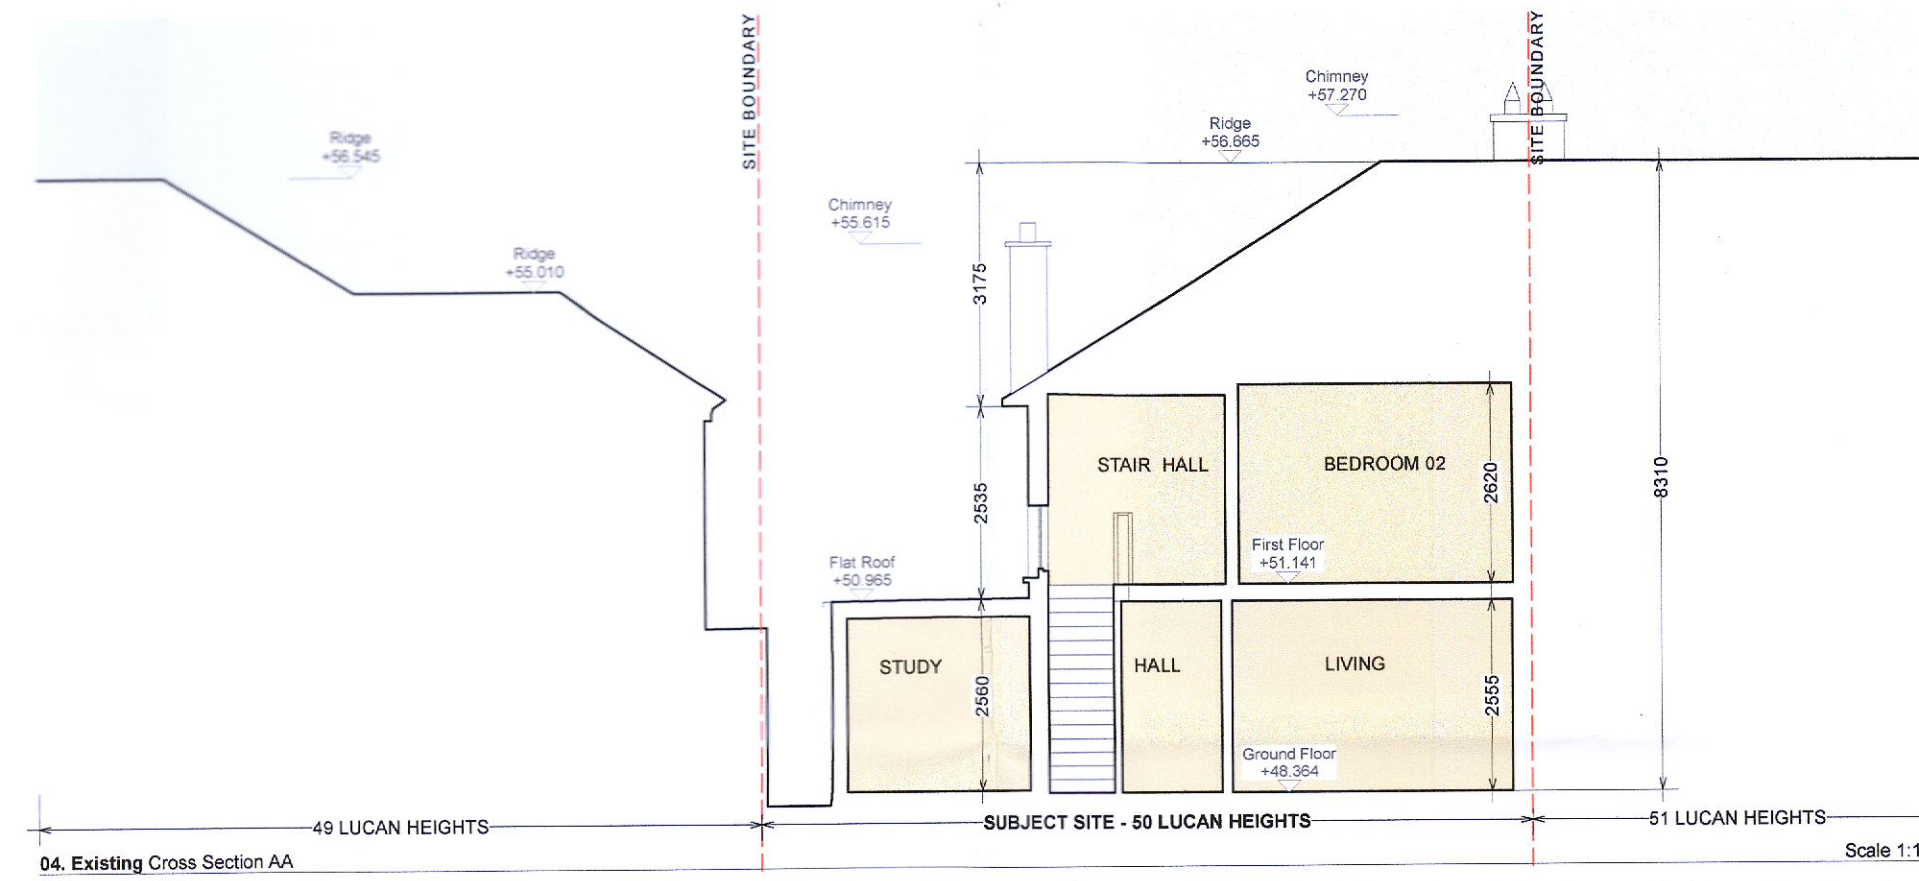 SITE BOUNDARY
SITE BOUNDARY
Chimney
+57.270
Ridge
+56.665
Ridge
+56.545
Chimney
+55.615
Ridge
+55.010
3175
STAIR HALL
BEDROOM 02
2535
2620
8310
First Floor
+51.141
Flat Roof
+50.965
STUDY
HALL
LIVING
2560
2555
Ground Floor
+48.364
49 LUCAN HEIGHTS
SUBJECT SITE - 50 LUCAN HEIGHTS
51 LUCAN HEIGHTS
04. Existing Cross Section AA
Scale 1:1